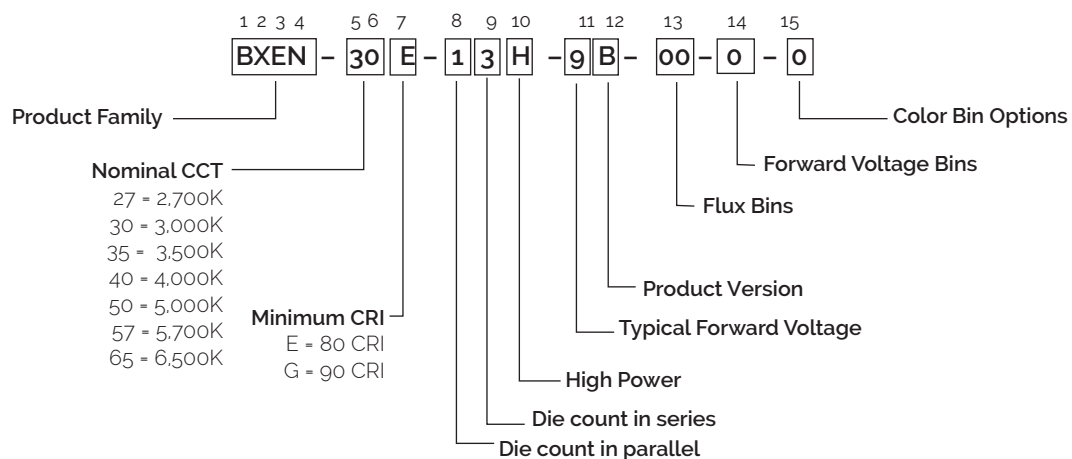 1 2 3 4 5 6 7 8 9 10 11 12 13 14 15
BXEN – 30 E – 1 3 H – 9 B – 00 – 0 – 0
Product Family
Color Bin Options
Nominal CCT
27 = 2,700K
30 = 3,000K
35 = 3,500K
40 = 4,000K
50 = 5,000K
57 = 5,700K
65 = 6,500K
Forward Voltage Bins
Flux Bins
Product Version
Minimum CRI
E = 80 CRI
G = 90 CRI
Typical Forward Voltage
High Power
Die count in series
Die count in parallel